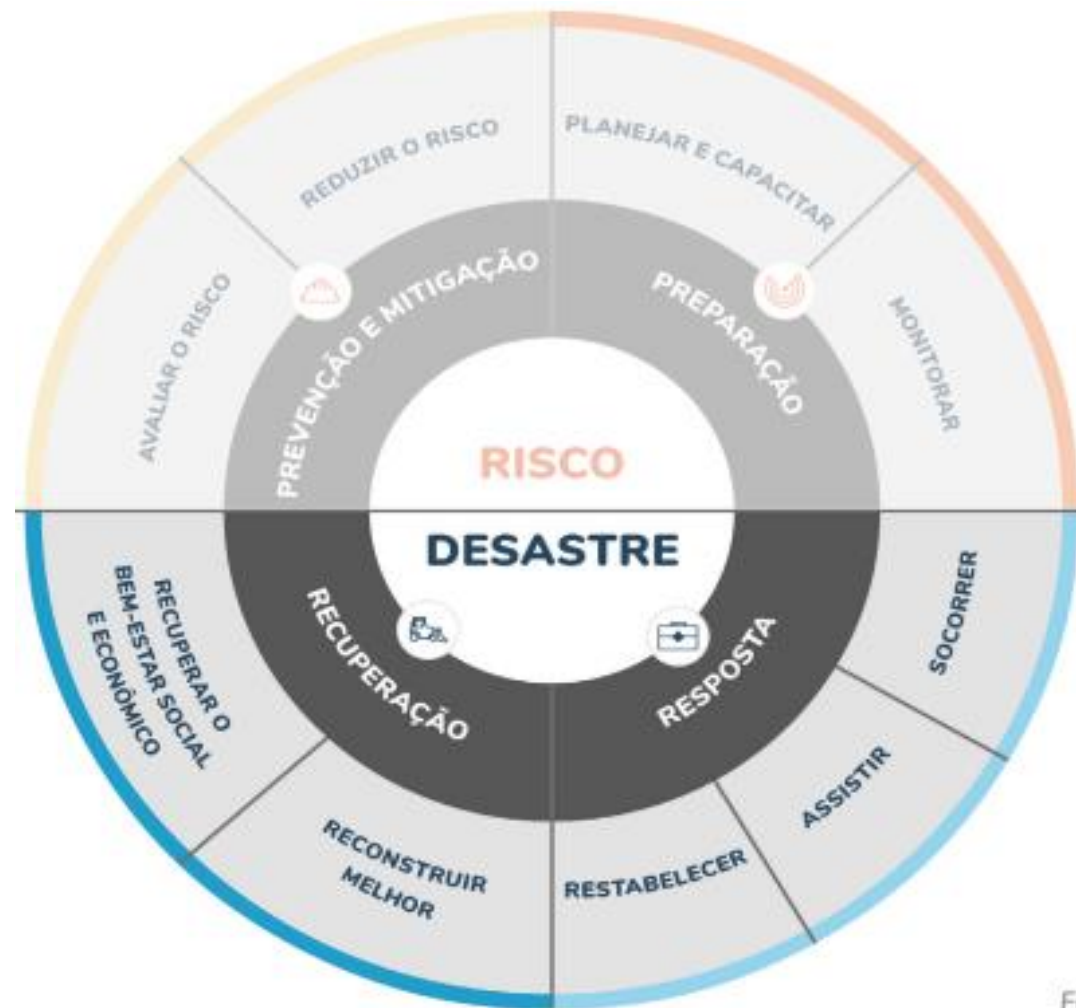 REDUZIR O RISCO
PLANEJAR E CAPACITAR
AVALIAR O RISCO
MONITORAR
PREVENÇÃO E MITIGAÇÃO
PREPARAÇÃO
RISCO
DESASTRE
RECUPERAÇÃO
RESPOSTA
RECUPERAR O
BEM-ESTAR SOCIAL
E ECONÔMICO
RECONSTRUIR
MELHOR
RESTABELECER
ASSISTIR
SOCORRER